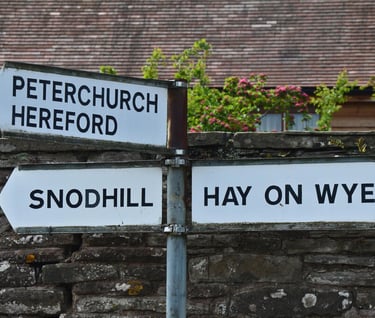 PETERCHURCH
HEREFORD
SNODHILL
HAY ON WYE